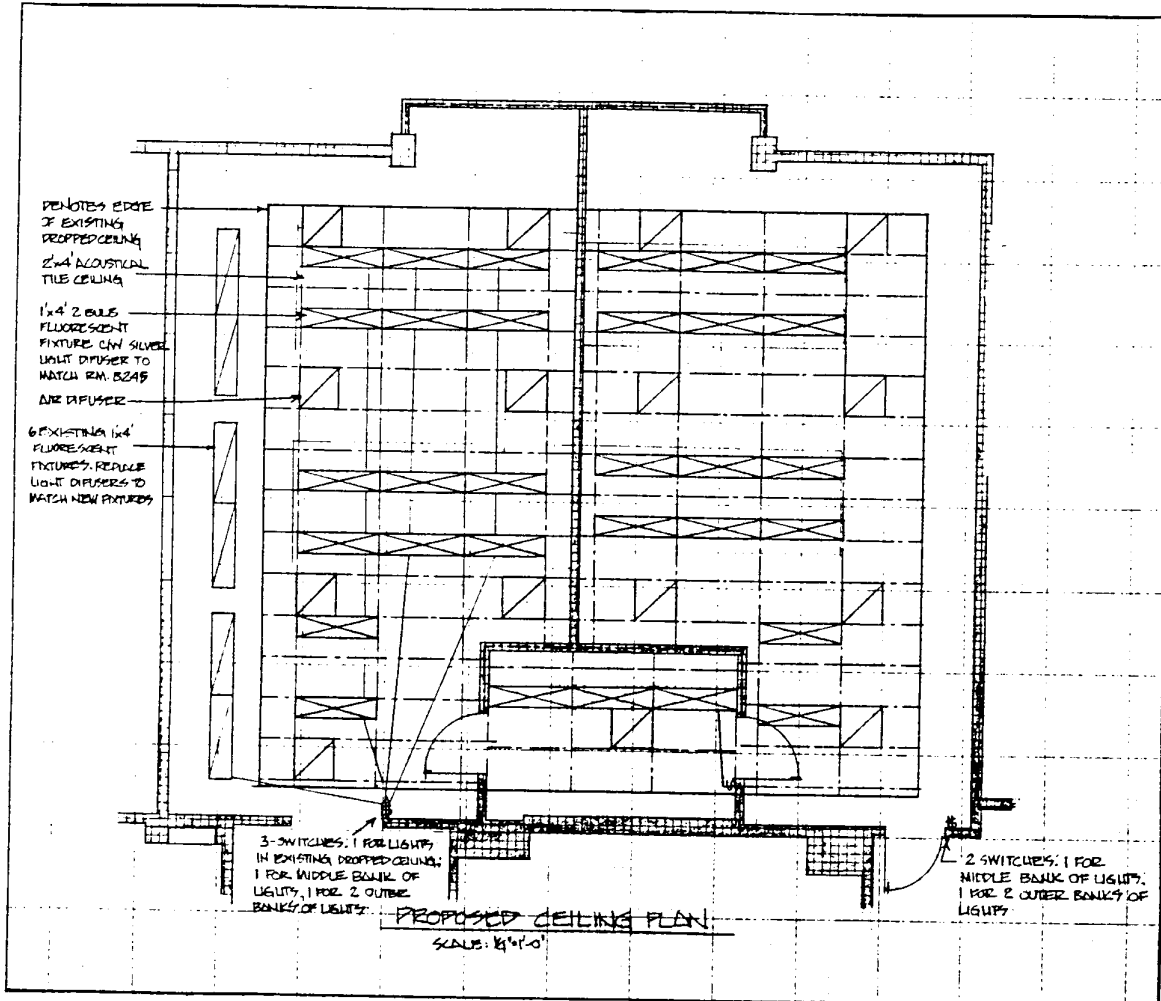 DENOTES EDGE
OF EXISTING
DROPPED CEILING
2'x4' ACOUSTICAL
TILE CEILING
1'x4' 2 BULB
FLUORESCENT
FIXTURE C/W SILVER
LIGHT DIFUSER TO
MATCH RM. B245
AIR DIFUSER
6 EXISTING 1x4'
FLUORESCENT
FIXTURES. REPLACE
LIGHT DIFUSERS TO
MATCH NEW FIXTURES
3-SWITCHES. 1 FOR LIGHTS
IN EXISTING DROPPED CEILING.
1 FOR MIDDLE BANK OF
LIGHTS, 1 FOR 2 OUTER
BANKS OF LIGHTS
2 SWITCHES. 1 FOR
MIDDLE BANK OF LIGHTS.
1 FOR 2 OUTER BANKS OF
LIGHTS
PROPOSED CEILING PLAN
SCALE: